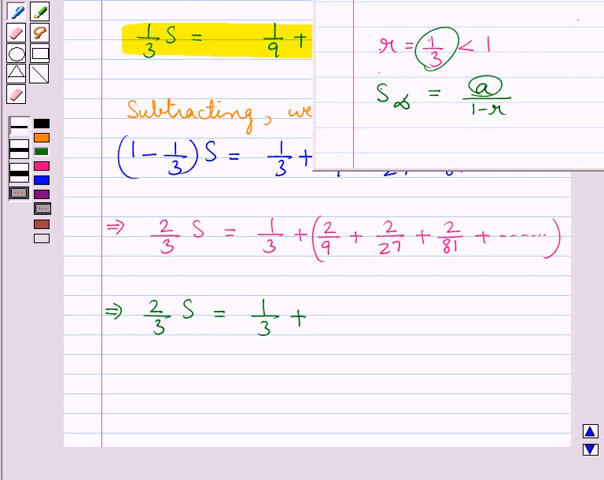 1/3 S = 1/9 +
r = 1/3 < 1
S∞ = a/(1-r)
Subtracting, we
(1 - 1/3) S = 1/3 +
⇒ 2/3 S = 1/3 + (2/9 + 2/27 + 2/81 + ......)
⇒ 2/3 S = 1/3 +